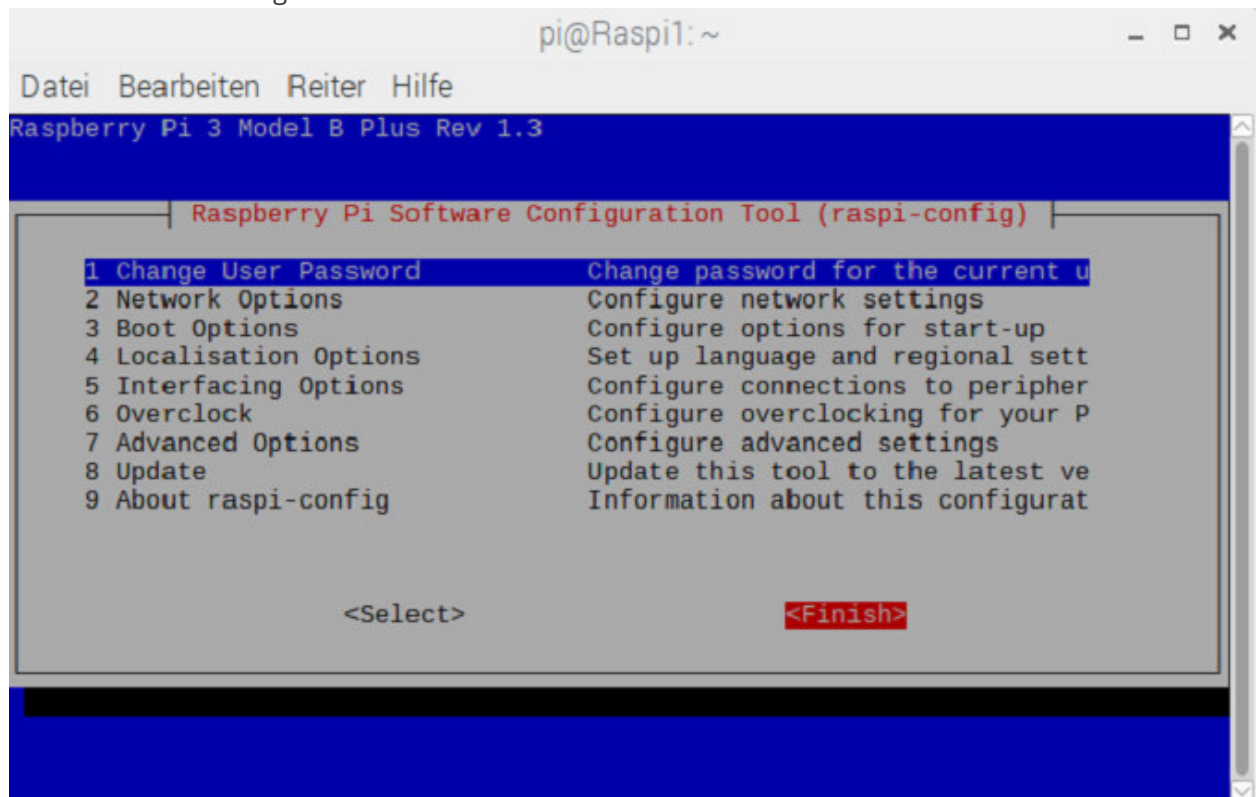 pi@Raspi1: ~
Datei Bearbeiten Reiter Hilfe
Raspberry Pi 3 Model B Plus Rev 1.3
Raspberry Pi Software Configuration Tool (raspi-config)
1 Change User Password Change password for the current u
2 Network Options Configure network settings
3 Boot Options Configure options for start-up
4 Localisation Options Set up language and regional sett
5 Interfacing Options Configure connections to peripher
6 Overclock Configure overclocking for your P
7 Advanced Options Configure advanced settings
8 Update Update this tool to the latest ve
9 About raspi-config Information about this configurat
<Select> <Finish>